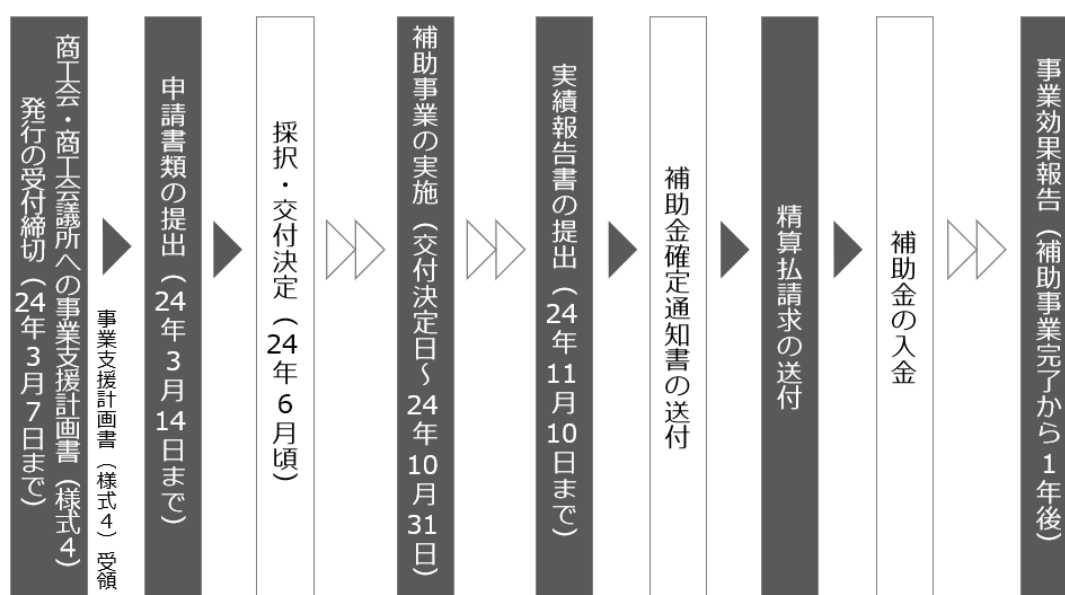 商工会・商工会議所への事業支援計画書（様式４）
発行の受付締切（24年３月７日まで）
事業支援計画書（様式４）受領
申請書類の提出（24年３月14日まで）
採択・交付決定（24年６月頃）
補助事業の実施（交付決定日～24年10月31日）
実績報告書の提出（24年11月10日まで）
補助金確定通知書の送付
精算払請求の送付
補助金の入金
事業効果報告（補助事業完了から１年後）